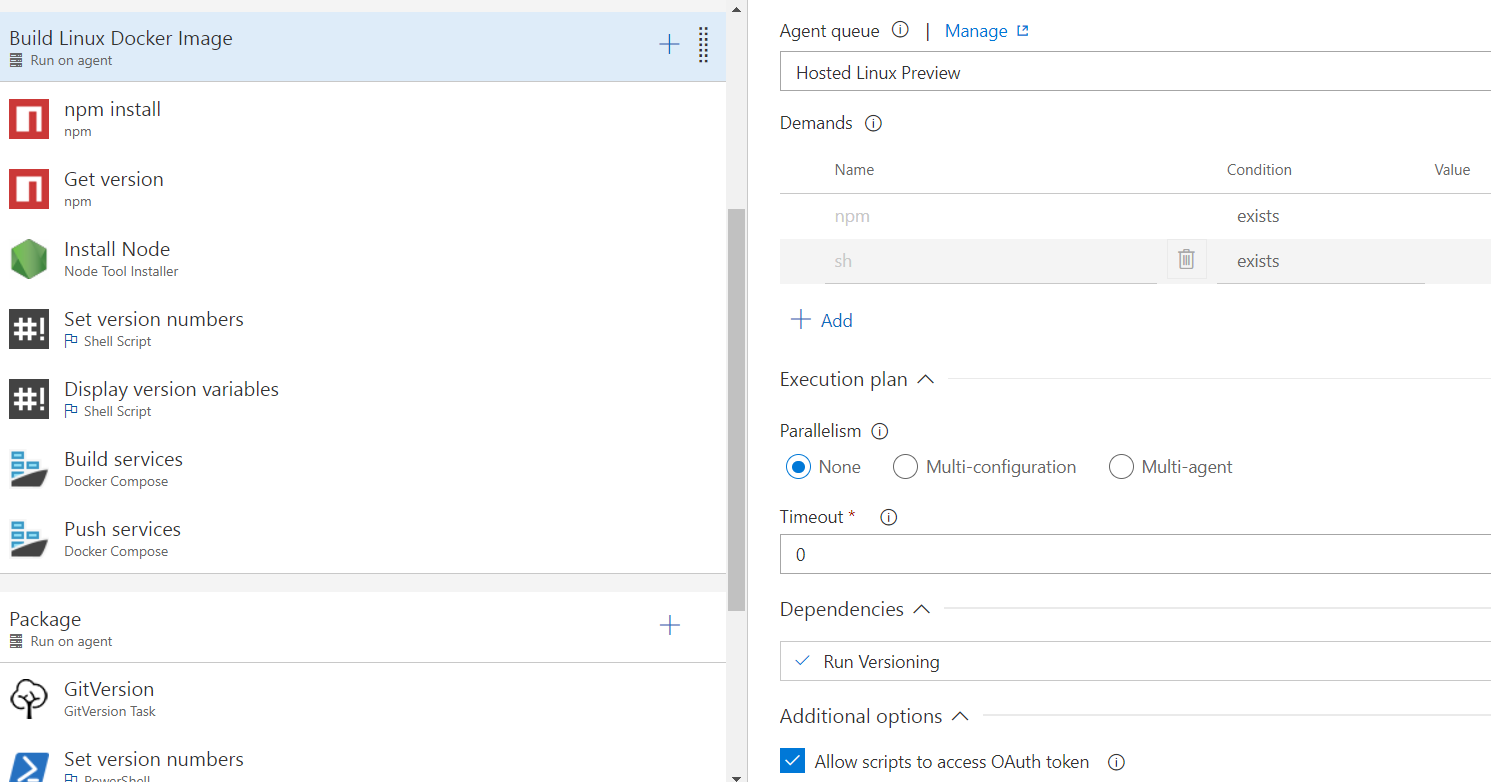 Build Linux Docker Image
Run on agent
npm install
npm
Get version
npm
Install Node
Node Tool Installer
Set version numbers
Shell Script
Display version variables
Shell Script
Build services
Docker Compose
Push services
Docker Compose
Package
Run on agent
GitVersion
GitVersion Task
Set version numbers
PowerShell
Agent queue | Manage
Hosted Linux Preview
Demands
Name Condition Value
npm exists
sh exists
Add
Execution plan
Parallelism
None Multi-configuration Multi-agent
Timeout *
0
Dependencies
Run Versioning
Additional options
Allow scripts to access OAuth token